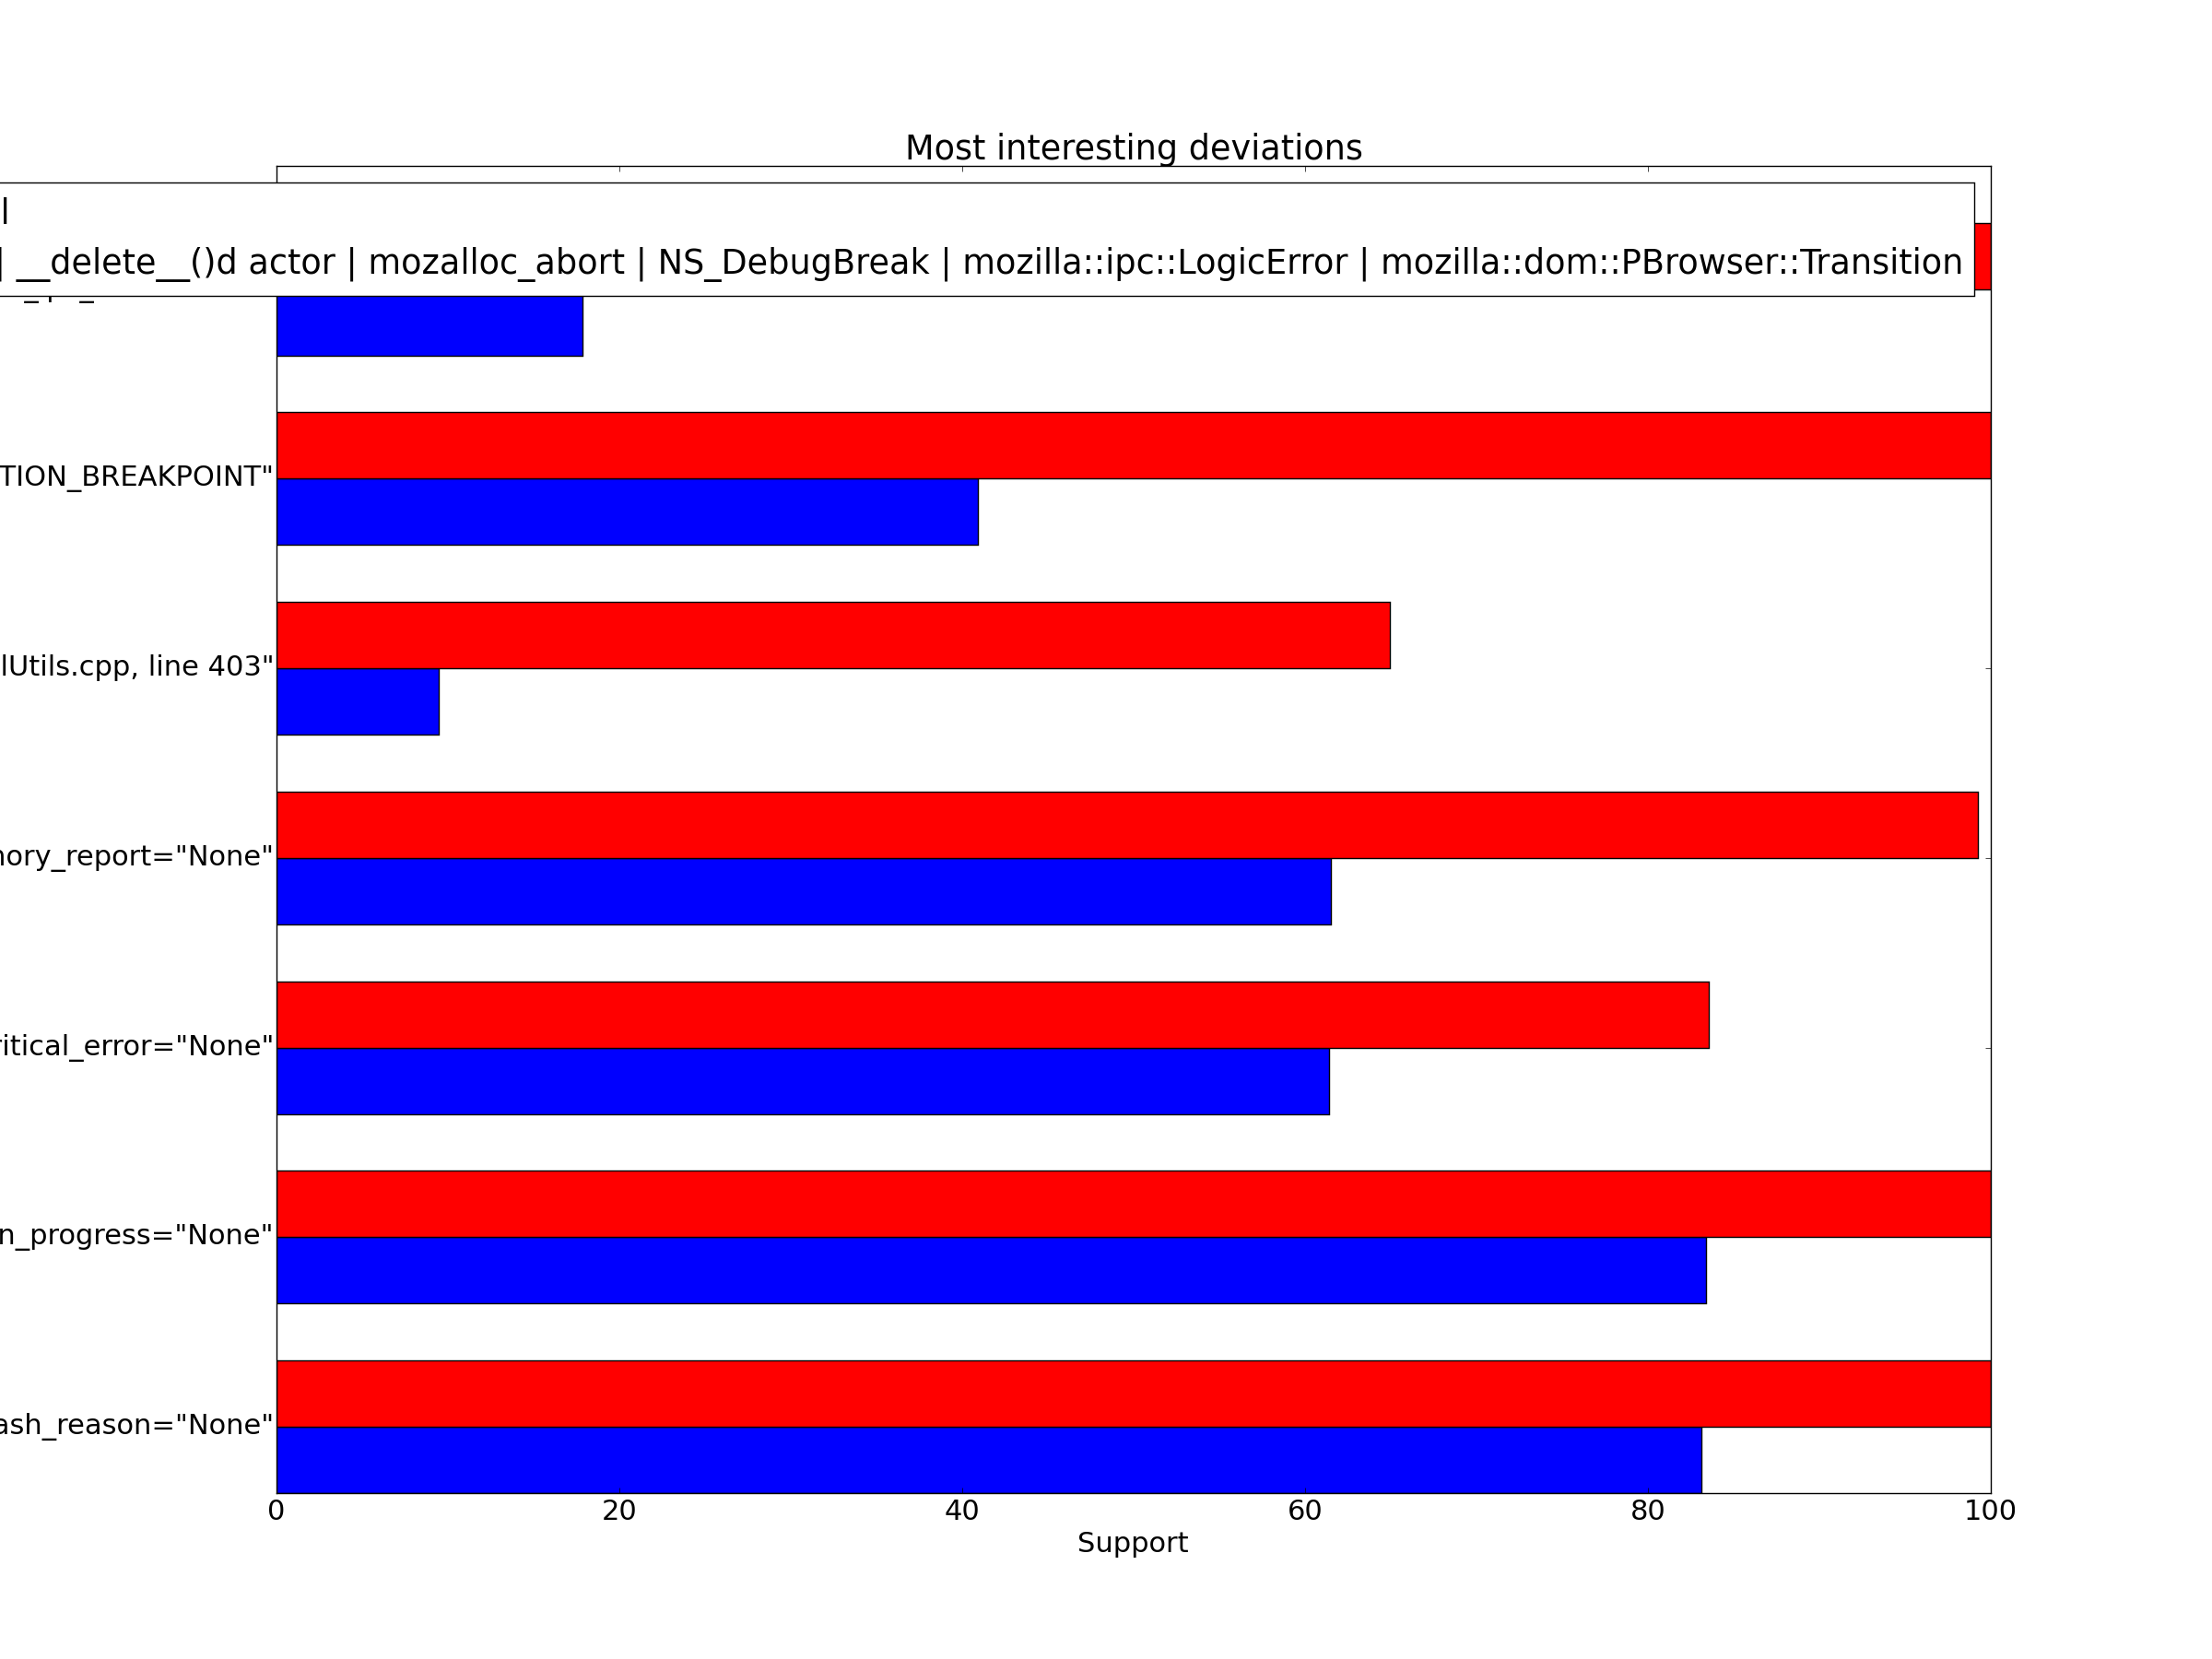 Most interesting deviations
l
| __delete__()d actor | mozalloc_abort | NS_DebugBreak | mozilla::ipc::LogicError | mozilla::dom::PBrowser::Transition
TION_BREAKPOINT"
lUtils.cpp, line 403"
ory_report="None"
itical_error="None"
n_progress="None"
ash_reason="None"
0 20 40 60 80 100
Support